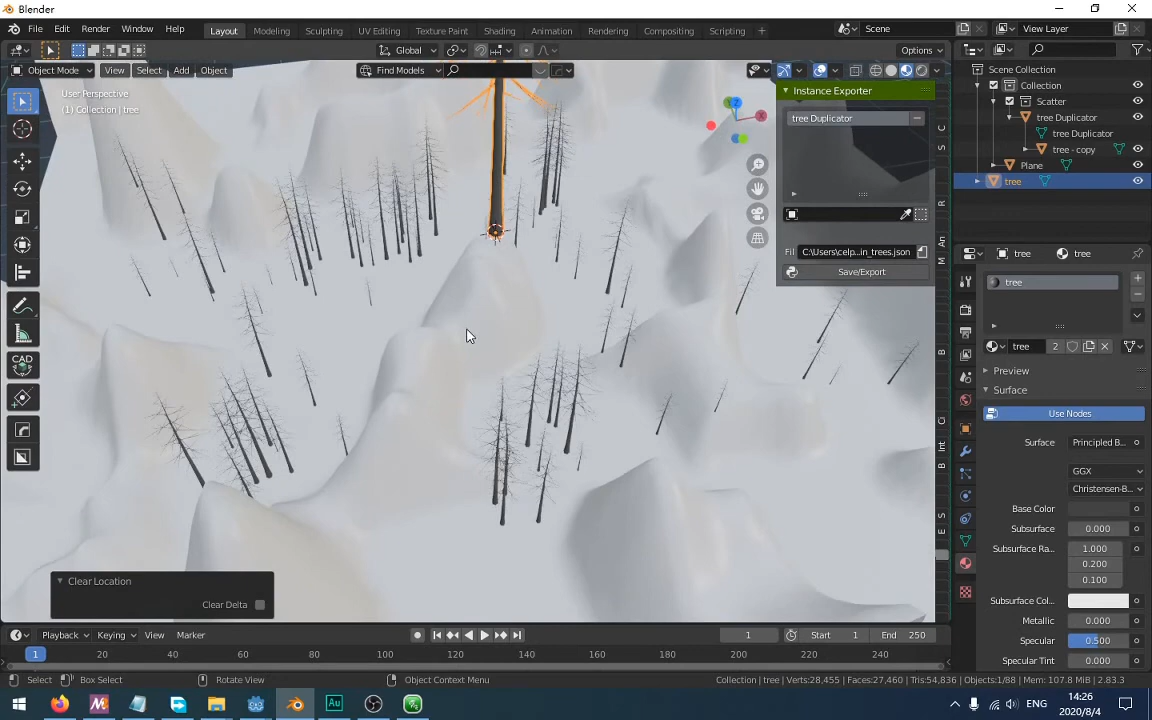 Blender
File Edit Render Window Help Layout Modeling Sculpting UV Editing Texture Paint Shading Animation Rendering Compositing Scripting + Scene View Layer
Global Options
Object Mode View Select Add Object Find Models
User Perspective
(1) Collection | tree
Instance Exporter
tree Duplicator
Fil C:\Users\celp...in_trees.json
Save/Export
Z
X
C
S
R
An
M
B
G
Int
B
S
E
Scene Collection
Collection
Scatter
tree Duplicator
tree Duplicator
tree - copy
Plane
tree
tree tree
tree
tree 2
Preview
Surface
Use Nodes
Surface Principled B...
GGX
Christensen-B...
Base Color
Subsurface 0.000
Subsurface Ra... 1.000
0.200
0.100
Subsurface Col...
Metallic 0.000
Specular 0.500
Specular Tint 0.000
Clear Location
Clear Delta
Playback Keying View Marker 1 Start 1 End 250
1 20 40 60 80 100 120 140 160 180 200 220 240
Select Box Select Rotate View Object Context Menu Collection | tree | Verts:28,455 | Faces:27,460 | Tris:54,836 | Objects:1/88 | Mem: 107.8 MiB | 2.83.3
Au
ENG
14:26
2020/8/4